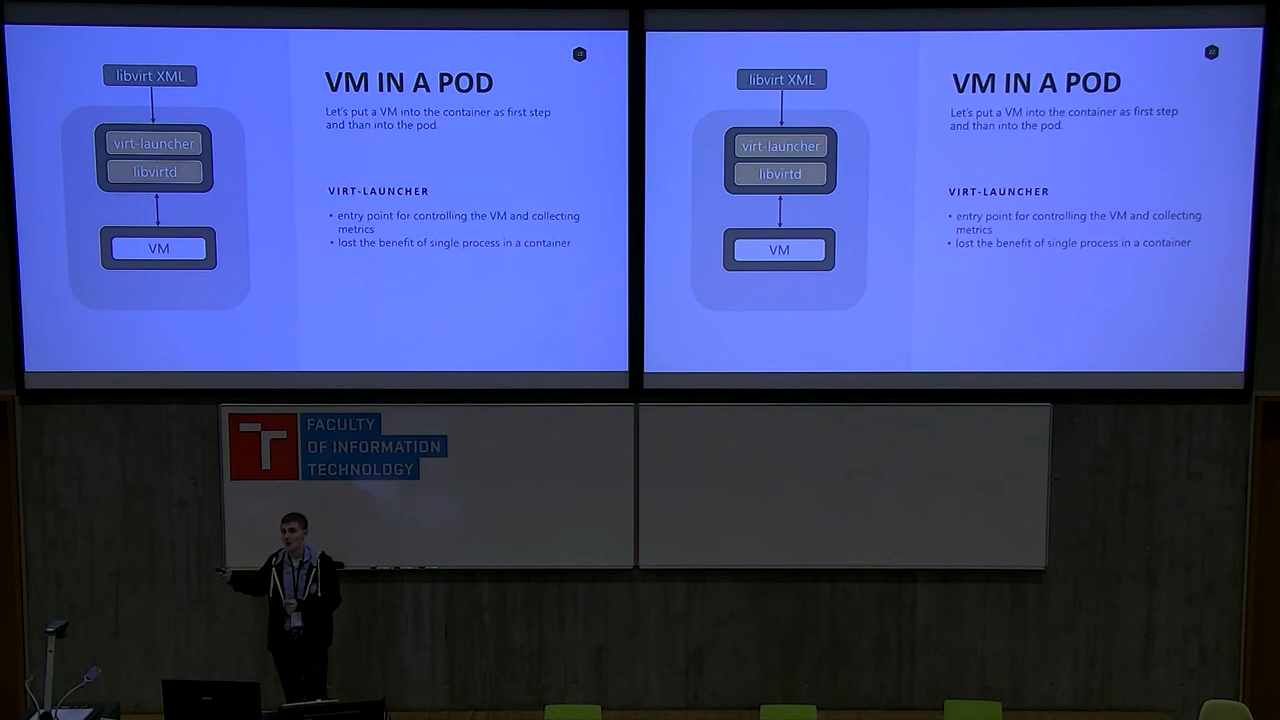 22
libvirt XML
virt-launcher
libvirtd
VM
VM IN A POD
Let's put a VM into the container as first step
and than into the pod.
VIRT-LAUNCHER
• entry point for controlling the VM and collecting
metrics
• lost the benefit of single process in a container
22
libvirt XML
virt-launcher
libvirtd
VM
VM IN A POD
Let's put a VM into the container as first step
and than into the pod.
VIRT-LAUNCHER
• entry point for controlling the VM and collecting
metrics
• lost the benefit of single process in a container
T
FACULTY
OF INFORMATION
TECHNOLOGY